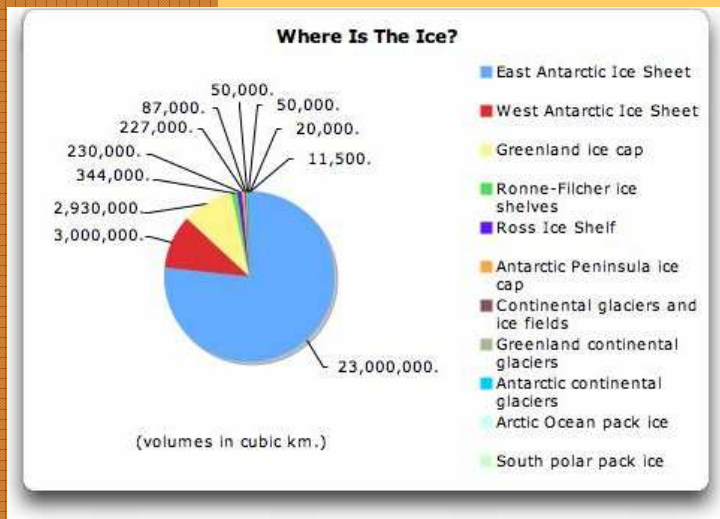 Where Is The Ice?
50,000.
87,000.
50,000.
227,000.
20,000.
230,000.
11,500.
344,000.
2,930,000.
3,000,000.
23,000,000.
(volumes in cubic km.)
East Antarctic Ice Sheet
West Antarctic Ice Sheet
Greenland ice cap
Ronne-Filcher ice
shelves
Ross Ice Shelf
Antarctic Peninsula ice
cap
Continental glaciers and
ice fields
Greenland continental
glaciers
Antarctic continental
glaciers
Arctic Ocean pack ice
South polar pack ice